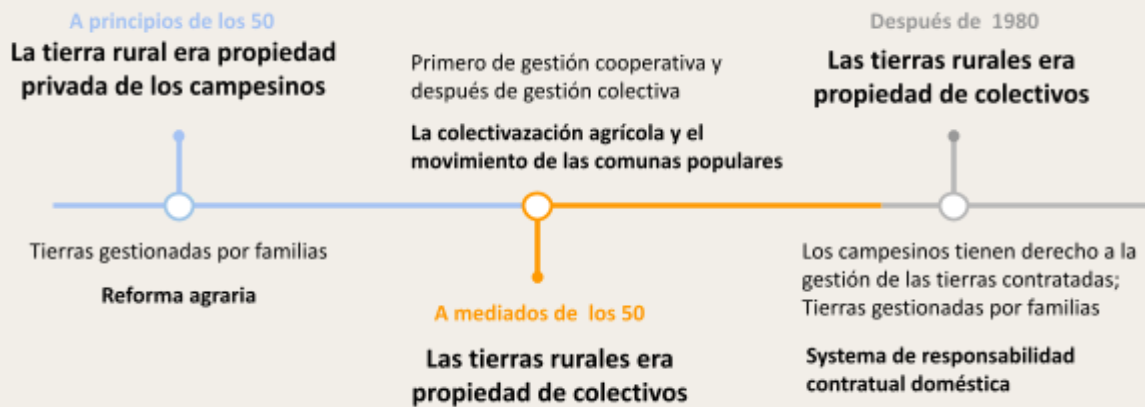 A principios de los 50
La tierra rural era propiedad
privada de los campesinos
Tierras gestionadas por familias
Reforma agraria
Primero de gestión cooperativa y
después de gestión colectiva
La colectivazación agrícola y el
movimiento de las comunas populares
A mediados de los 50
Las tierras rurales era
propiedad de colectivos
Después de 1980
Las tierras rurales era
propiedad de colectivos
Los campesinos tienen derecho a la
gestión de las tierras contratadas;
Tierras gestionadas por familias
Systema de responsabilidad
contractual doméstica